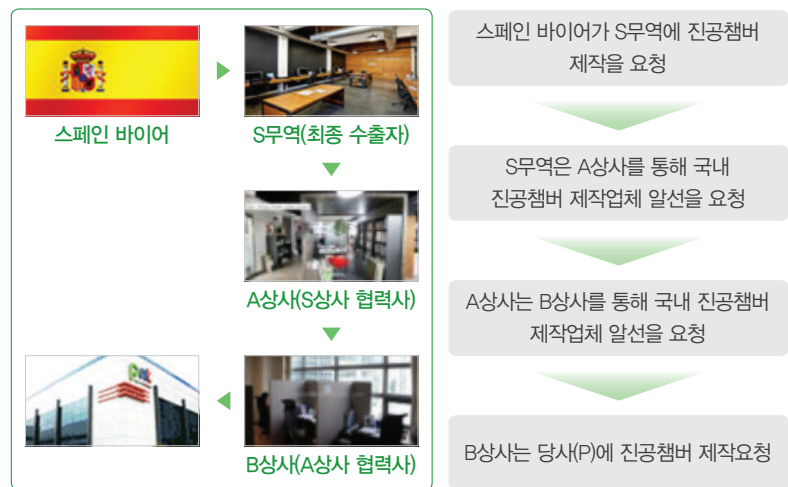 스페인 바이어
S무역(최종 수출자)
A상사(S상사 협력사)
B상사(A상사 협력사)
스페인 바이어가 S무역에 진공챔버
제작을 요청
S무역은 A상사를 통해 국내
진공챔버 제작업체 알선을 요청
A상사는 B상사를 통해 국내 진공챔버
제작업체 알선을 요청
B상사는 당사(P)에 진공챔버 제작요청